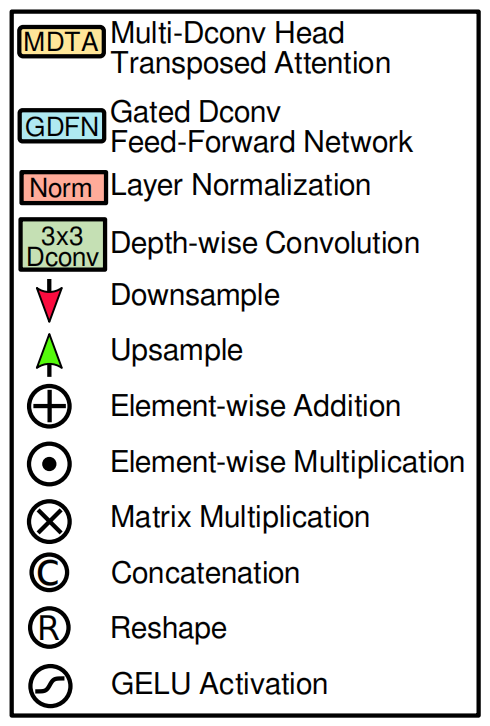 MDTA Multi-Dconv Head
Transposed Attention
GDFN Gated Dconv
Feed-Forward Network
Norm Layer Normalization
3x3
Dconv Depth-wise Convolution
Downsample
Upsample
Element-wise Addition
Element-wise Multiplication
Matrix Multiplication
C Concatenation
R Reshape
GELU Activation